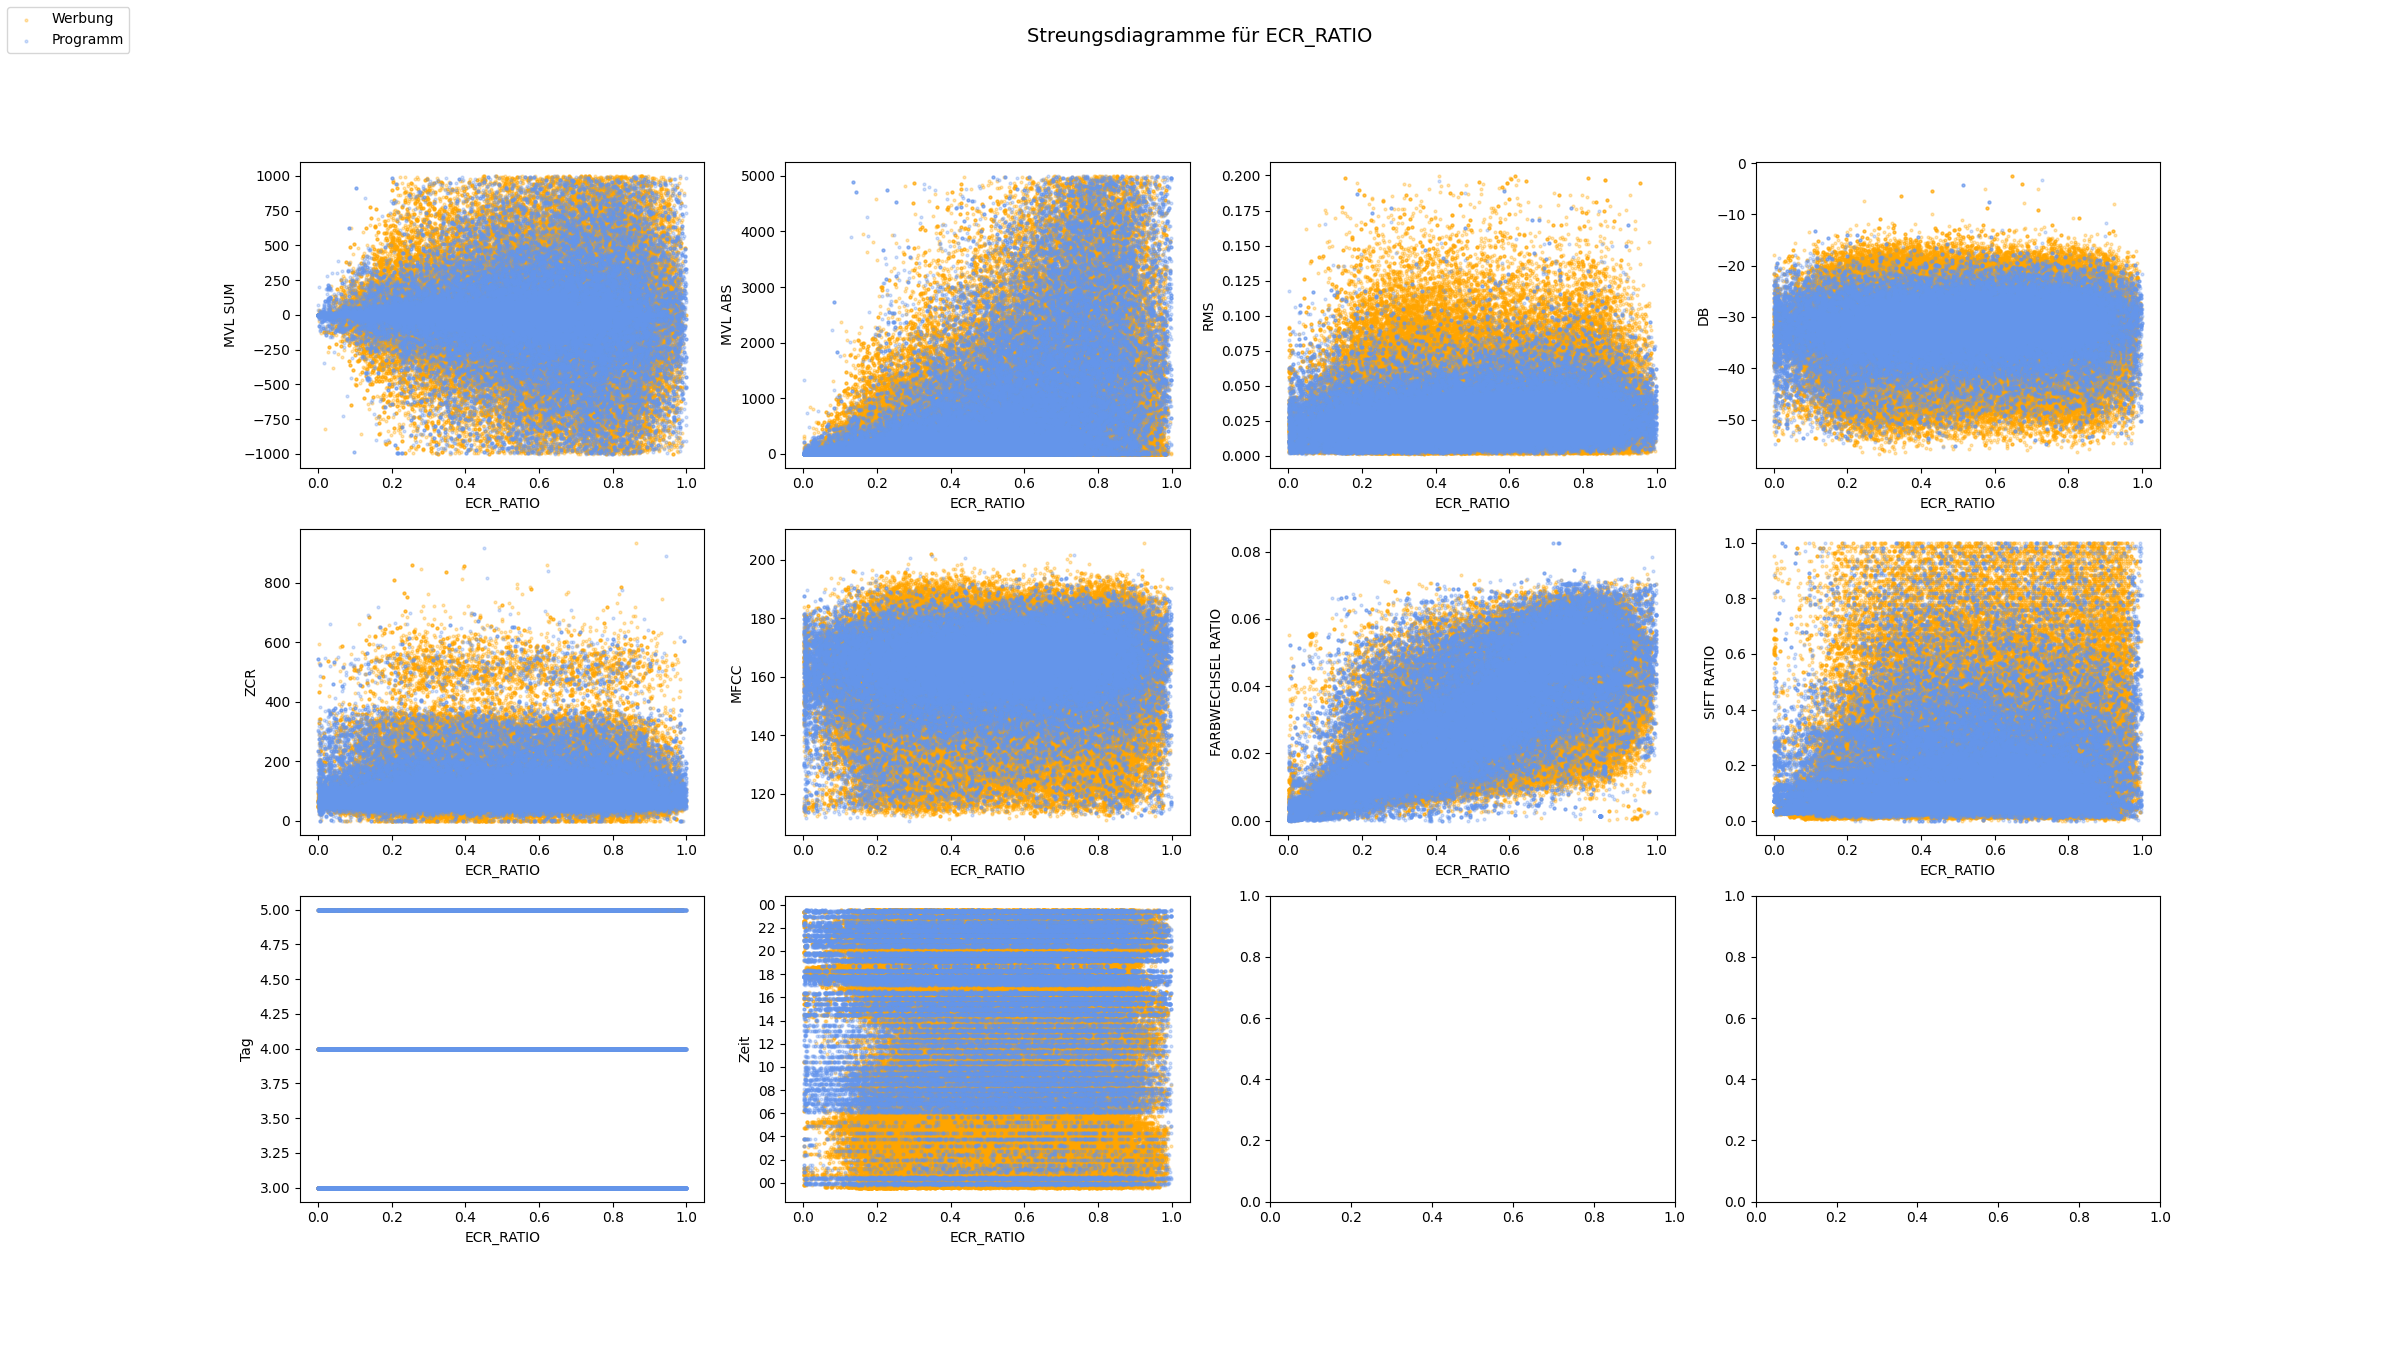 Werbung
Programm
Streungsdiagramme für ECR_RATIO
MVL SUM
1000
750
500
250
0
−250
−500
−750
−1000
0.0 0.2 0.4 0.6 0.8 1.0
ECR_RATIO
MVL ABS
5000
4000
3000
2000
1000
0
0.0 0.2 0.4 0.6 0.8 1.0
ECR_RATIO
RMS
0.200
0.175
0.150
0.125
0.100
0.075
0.050
0.025
0.000
0.0 0.2 0.4 0.6 0.8 1.0
ECR_RATIO
DB
0
−10
−20
−30
−40
−50
0.0 0.2 0.4 0.6 0.8 1.0
ECR_RATIO
ZCR
800
600
400
200
0
0.0 0.2 0.4 0.6 0.8 1.0
ECR_RATIO
MFCC
200
180
160
140
120
0.0 0.2 0.4 0.6 0.8 1.0
ECR_RATIO
FARBWECHSEL RATIO
0.08
0.06
0.04
0.02
0.00
0.0 0.2 0.4 0.6 0.8 1.0
ECR_RATIO
SIFT RATIO
1.0
0.8
0.6
0.4
0.2
0.0
0.0 0.2 0.4 0.6 0.8 1.0
ECR_RATIO
Tag
5.00
4.75
4.50
4.25
4.00
3.75
3.50
3.25
3.00
0.0 0.2 0.4 0.6 0.8 1.0
ECR_RATIO
Zeit
00
22
20
18
16
14
12
10
08
06
04
02
00
0.0 0.2 0.4 0.6 0.8 1.0
ECR_RATIO
1.0
0.8
0.6
0.4
0.2
0.0
0.0 0.2 0.4 0.6 0.8 1.0
1.0
0.8
0.6
0.4
0.2
0.0
0.0 0.2 0.4 0.6 0.8 1.0